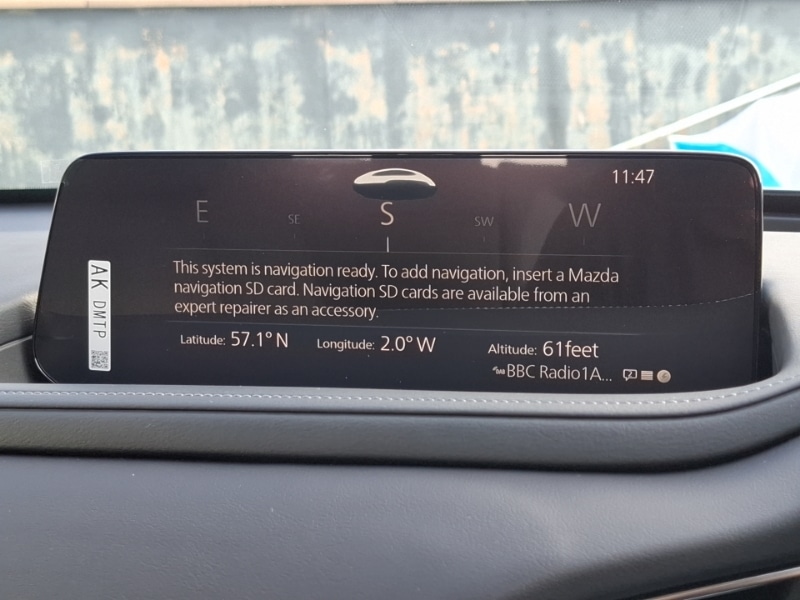 11:47
E SE S SW W
This system is navigation ready. To add navigation, insert a Mazda
navigation SD card. Navigation SD cards are available from an
expert repairer as an accessory.
Latitude: 57.1° N Longitude: 2.0° W Altitude: 61feet
BBC Radio1A...
AK DMTP